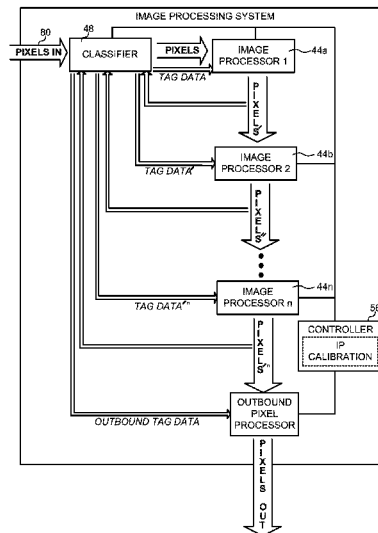 IMAGE PROCESSING SYSTEM
80
48
44a
PIXELS IN
CLASSIFIER
PIXELS
IMAGE
PROCESSOR 1
TAG DATA
PIXELS'
44b
IMAGE
PROCESSOR 2
TAG DATA'
PIXELS"
44n
IMAGE
PROCESSOR n
TAG DATA'n
56
CONTROLLER
IP
CALIBRATION
PIXELS'n
OUTBOUND
PIXEL
PROCESSOR
OUTBOUND TAG DATA
PIXELS OUT